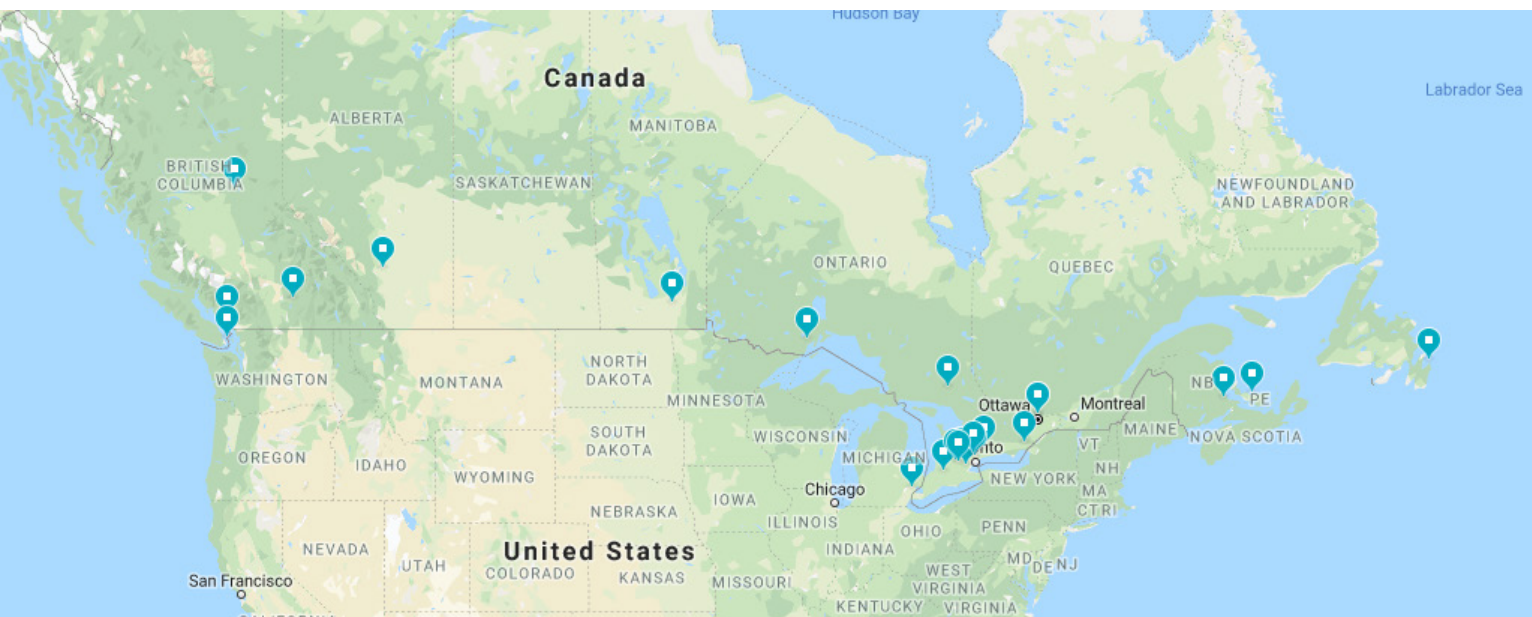 Hudson Bay
Canada
Labrador Sea
ALBERTA
MANITOBA
BRITISH
COLUMBIA
SASKATCHEWAN
NEWFOUNDLAND
AND LABRADOR
ONTARIO
QUEBEC
NORTH
DAKOTA
WASHINGTON
MONTANA
MINNESOTA
NB
PE
Ottawa
Montreal
MAINE
NOVA SCOTIA
SOUTH
DAKOTA
WISCONSIN
VT
OREGON
IDAHO
MICHIGAN
nto
WYOMING
NH
NEW YORK
Chicago
MA
CT RI
IOWA
NEBRASKA
ILLINOIS
OHIO
PENN
NEVADA
United States
INDIANA
UTAH
COLORADO
KANSAS
MISSOURI
MD
DE
NJ
WEST
VIRGINIA
San Francisco
KENTUCKY
VIRGINIA